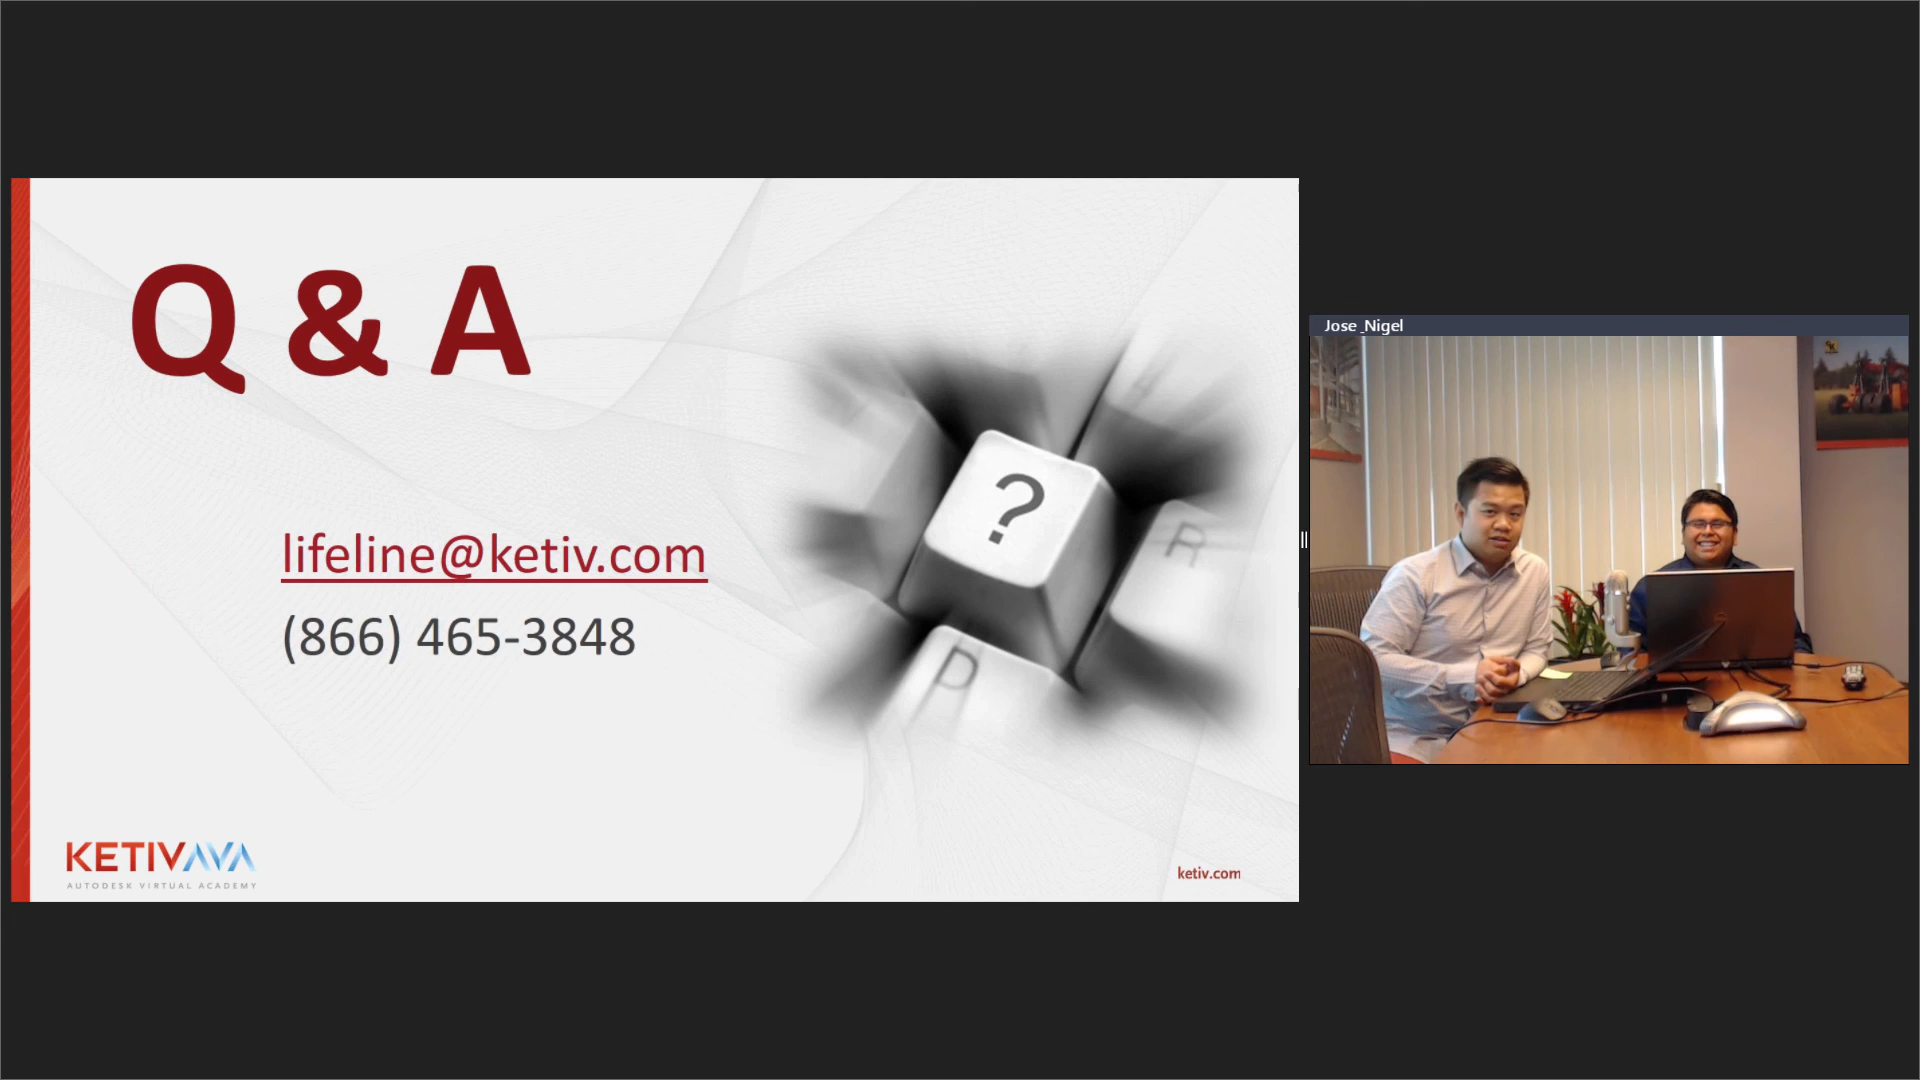 Q & A
lifeline@ketiv.com
(866) 465-3848
?
R
P
KETIVAVA
AUTODESK VIRTUAL ACADEMY
ketiv.com
Jose_Nigel